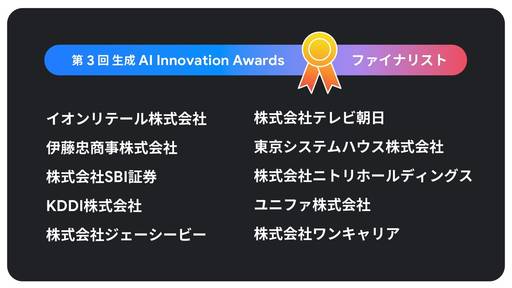 第 3 回 生成 AI Innovation Awards ファイナリスト
イオンリテール株式会社
伊藤忠商事株式会社
株式会社SBI証券
KDDI株式会社
株式会社ジェーシービー
株式会社テレビ朝日
東京システムハウス株式会社
株式会社ニトリホールディングス
ユニファ株式会社
株式会社ワンキャリア